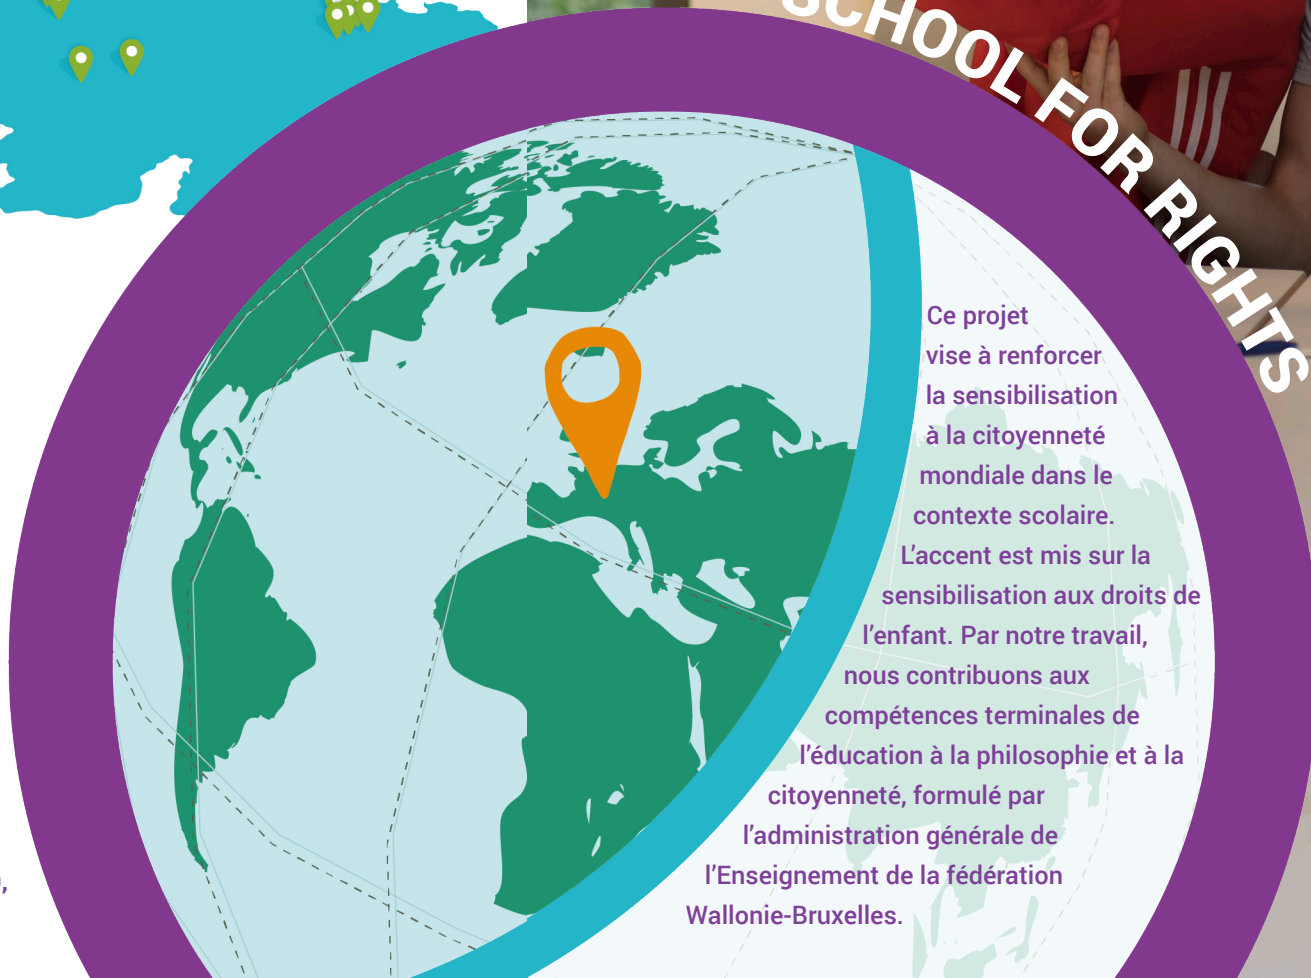 SCHOOL FOR RIGHTS
Ce projet
vise à renforcer
la sensibilisation
à la citoyenneté
mondiale dans le
contexte scolaire.
L'accent est mis sur la
sensibilisation aux droits de
l'enfant. Par notre travail,
nous contribuons aux
compétences terminales de
l'éducation à la philosophie et à la
citoyenneté, formulé par
l'administration générale de
l'Enseignement de la fédération
Wallonie-Bruxelles.